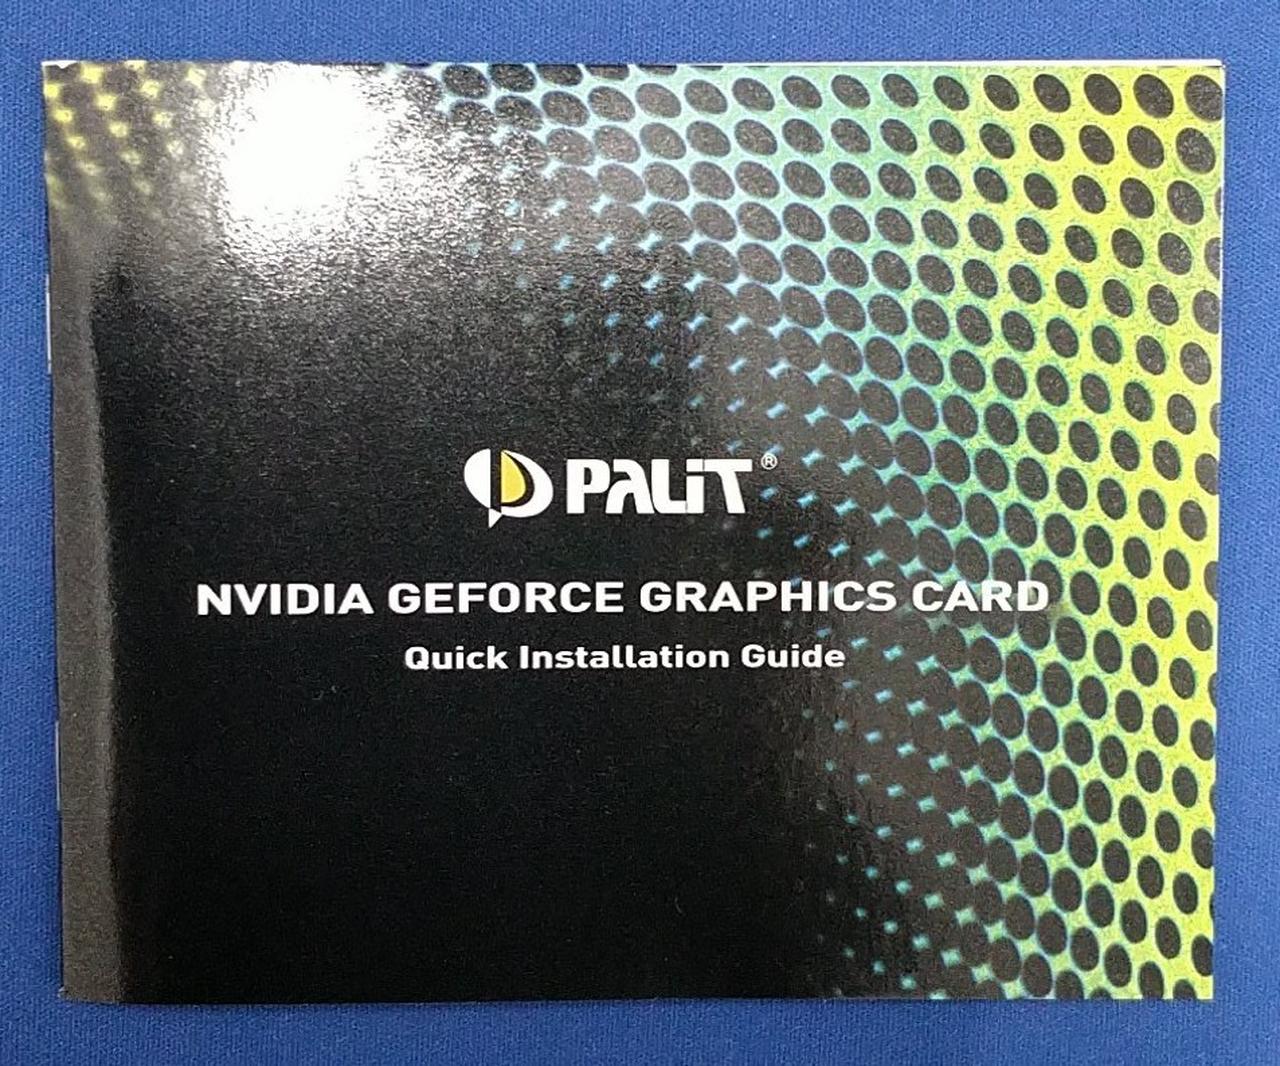 PALiT®
NVIDIA GEFORCE GRAPHICS CARD
Quick Installation Guide